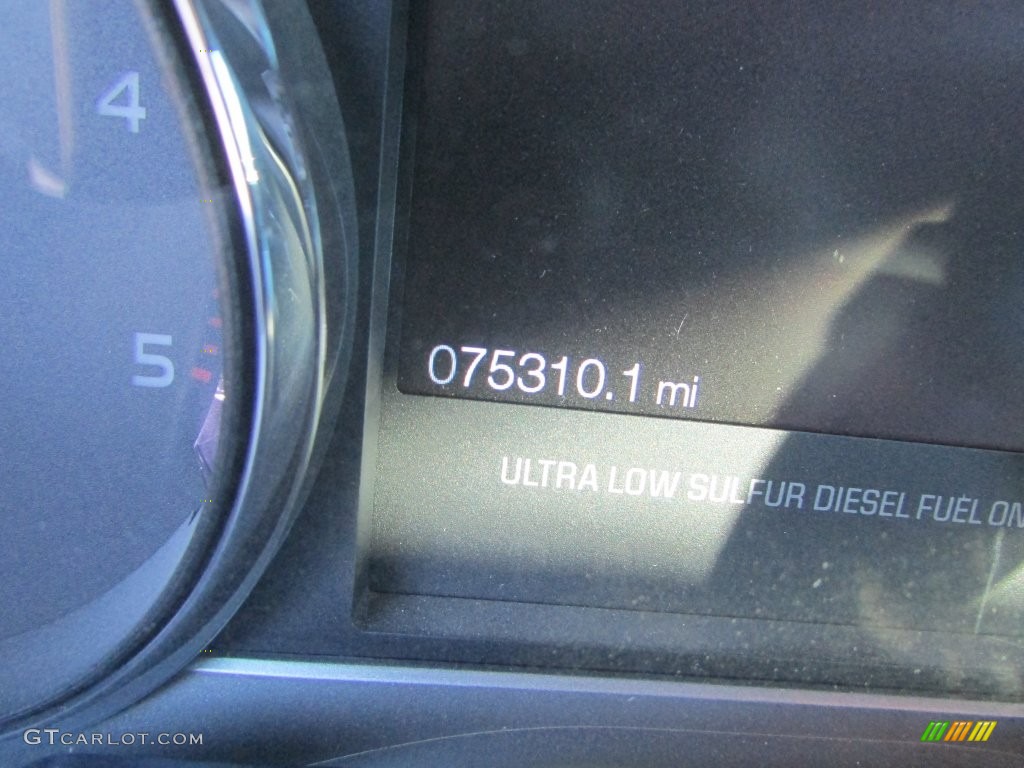 4
5
075310.1 mi
ULTRA LOW SULFUR DIESEL FUEL ON
GTCARLOT.COM